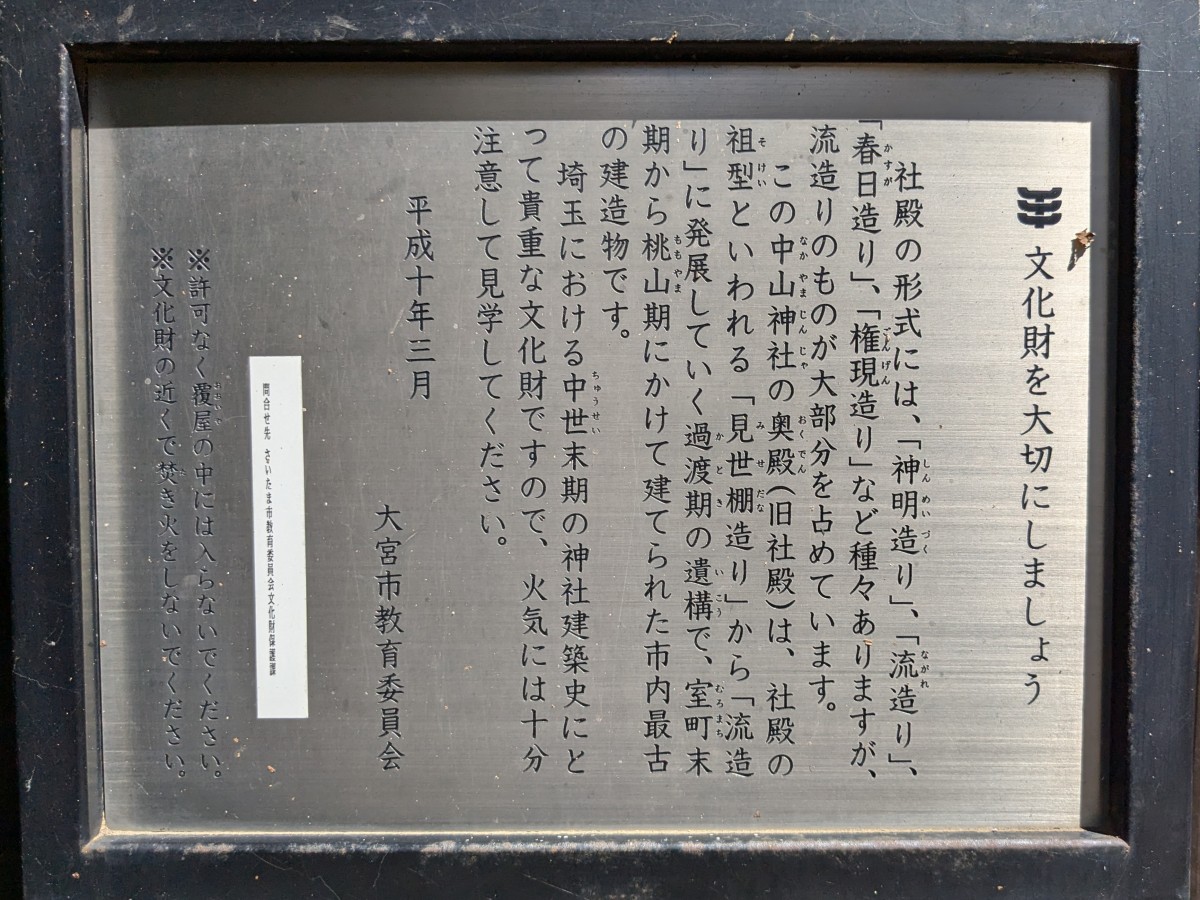 文化財を大切にしましょう
社殿の形式には、「神明造り」、「流造り」、
「春日造り」、「権現造り」など種々ありますが、
流造りのものが大部分を占めています。
この中山神社の奥殿(旧社殿)は、社殿の
祖型といわれる「見世棚造り」から「流造
り」に発展していく過渡期の遺構で、室町末
期から桃山期にかけて建てられた市内最古
の建造物です。
埼玉における中世末期の神社建築史にと
って貴重な文化財ですので、火気には十分
注意して見学してください。
平成十年三月
大宮市教育委員会
問合せ先 さいたま市教育委員会文化財保護課
※許可なく覆屋の中には入らないでください。
※文化財の近くで焚き火をしないでください。